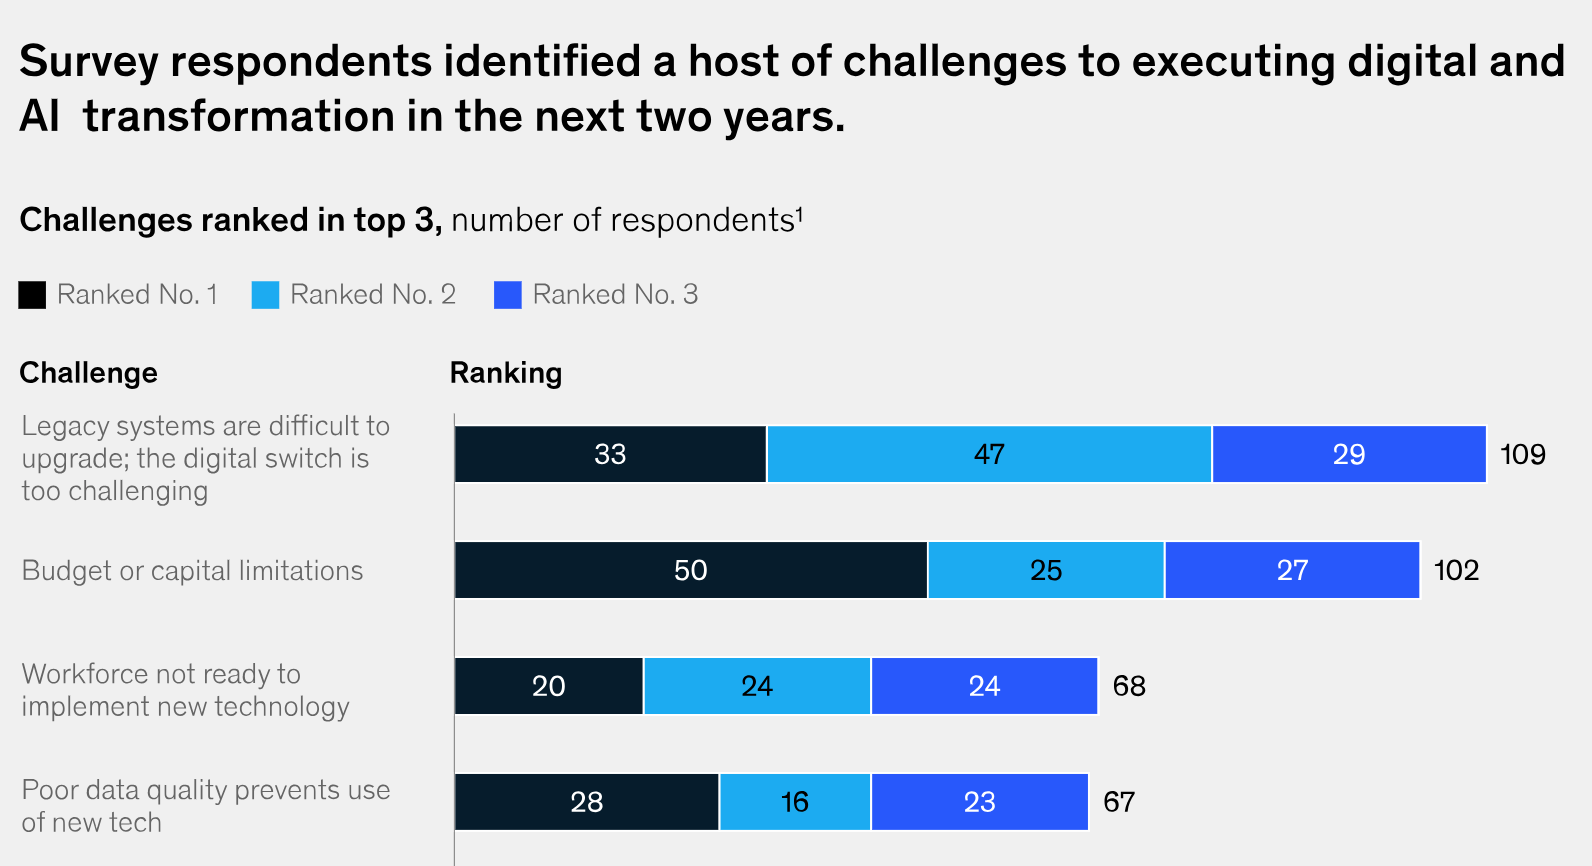 Survey respondents identified a host of challenges to executing digital and
AI transformation in the next two years.
Challenges ranked in top 3, number of respondents¹
Ranked No. 1 Ranked No. 2 Ranked No. 3
Challenge Ranking
Legacy systems are difficult to
upgrade; the digital switch is
too challenging
33 47 29 109
Budget or capital limitations
50 25 27 102
Workforce not ready to
implement new technology
20 24 24 68
Poor data quality prevents use
of new tech
28 16 23 67